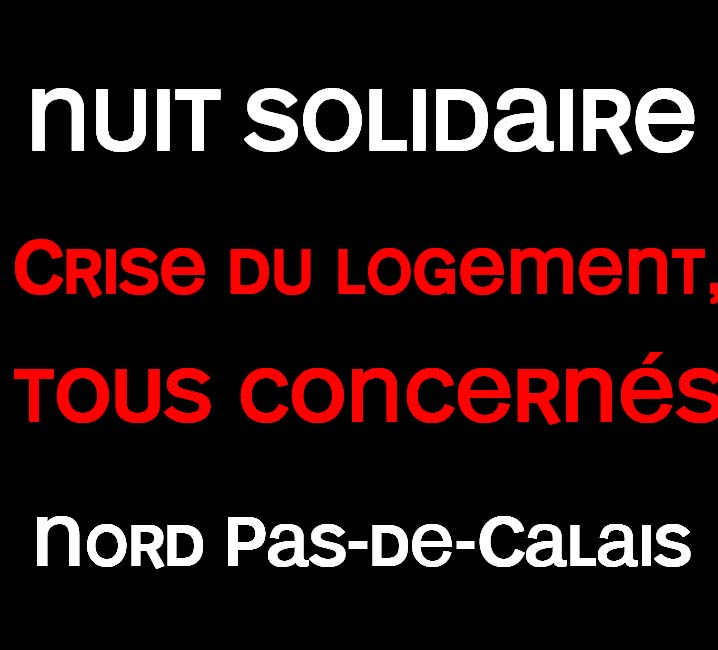 NUIT SOLIDAIRE
CRISE DU LOGEMENT,
TOUS CONCERNÉS
NORD PAS-DE-CALAIS